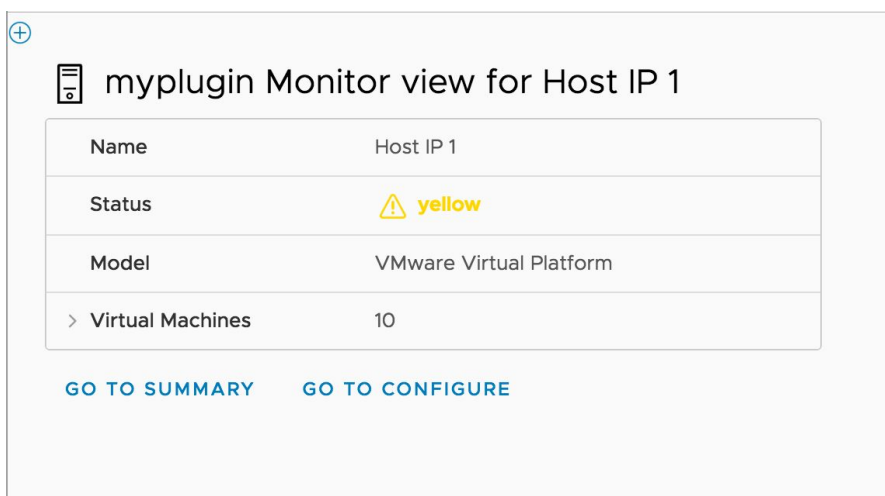 myplugin Monitor view for Host IP 1
Name Host IP 1
Status yellow
Model VMware Virtual Platform
Virtual Machines 10
GO TO SUMMARY GO TO CONFIGURE